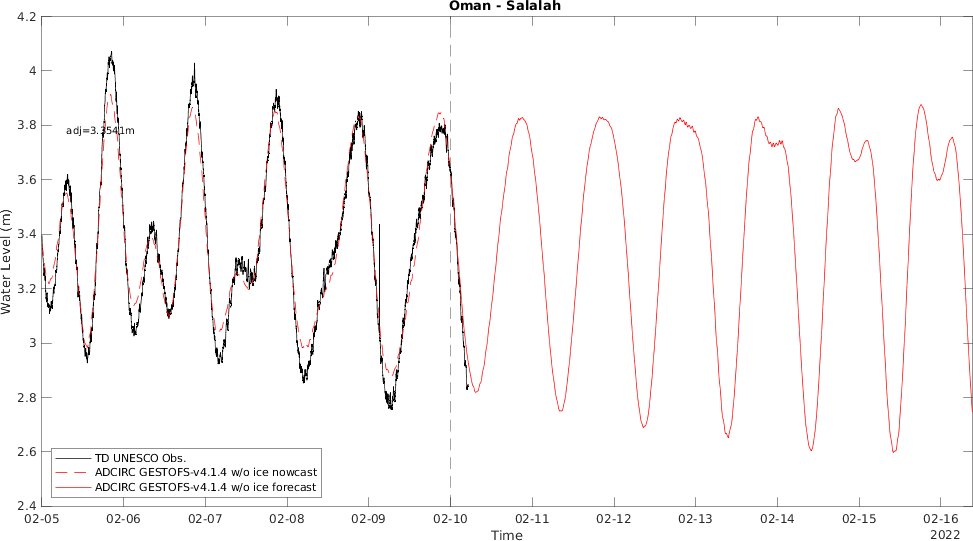 Oman - Salalah
4.2
4
3.8
3.6
3.4
3.2
3
2.8
2.6
2.4
Water Level (m)
adj=3.3541m
TD UNESCO Obs.
ADCIRC GESTOFS-v4.1.4 w/o ice nowcast
ADCIRC GESTOFS-v4.1.4 w/o ice forecast
02-05 02-06 02-07 02-08 02-09 02-10 02-11 02-12 02-13 02-14 02-15 02-16
2022
Time